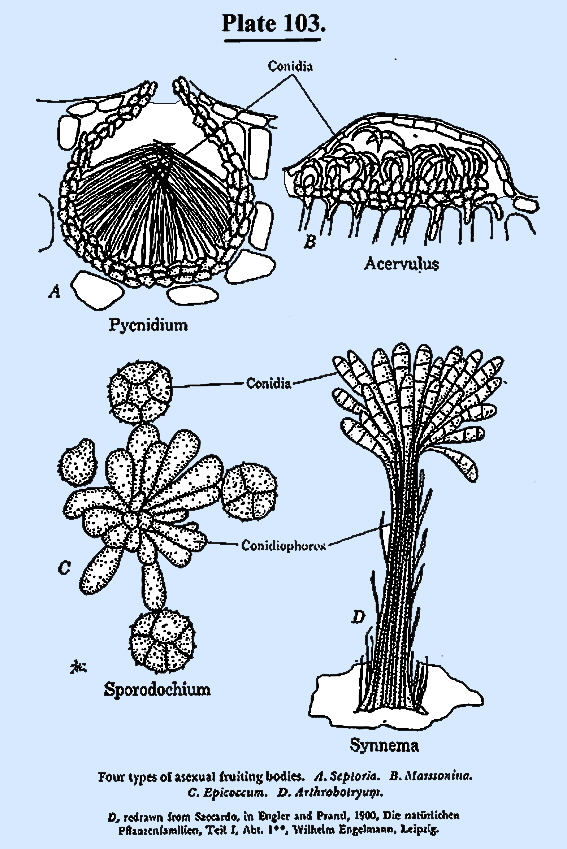 Plate 103.
Conidia
A
B
Acervulus
Pycnidium
Conidia
C
Conidiophores
D
Sporodochium
Synnema
Four types of asexual fruiting bodies. A. Septoria. B. Marssonina.
C. Epicoccum. D. Arthrobotryum.
D, redrawn from Saccardo, in Engler and Prantl, 1900, Die natürlichen
Pflanzenfamilien, Teil I, Abt. 1**, Wilhelm Engelmann, Leipzig.